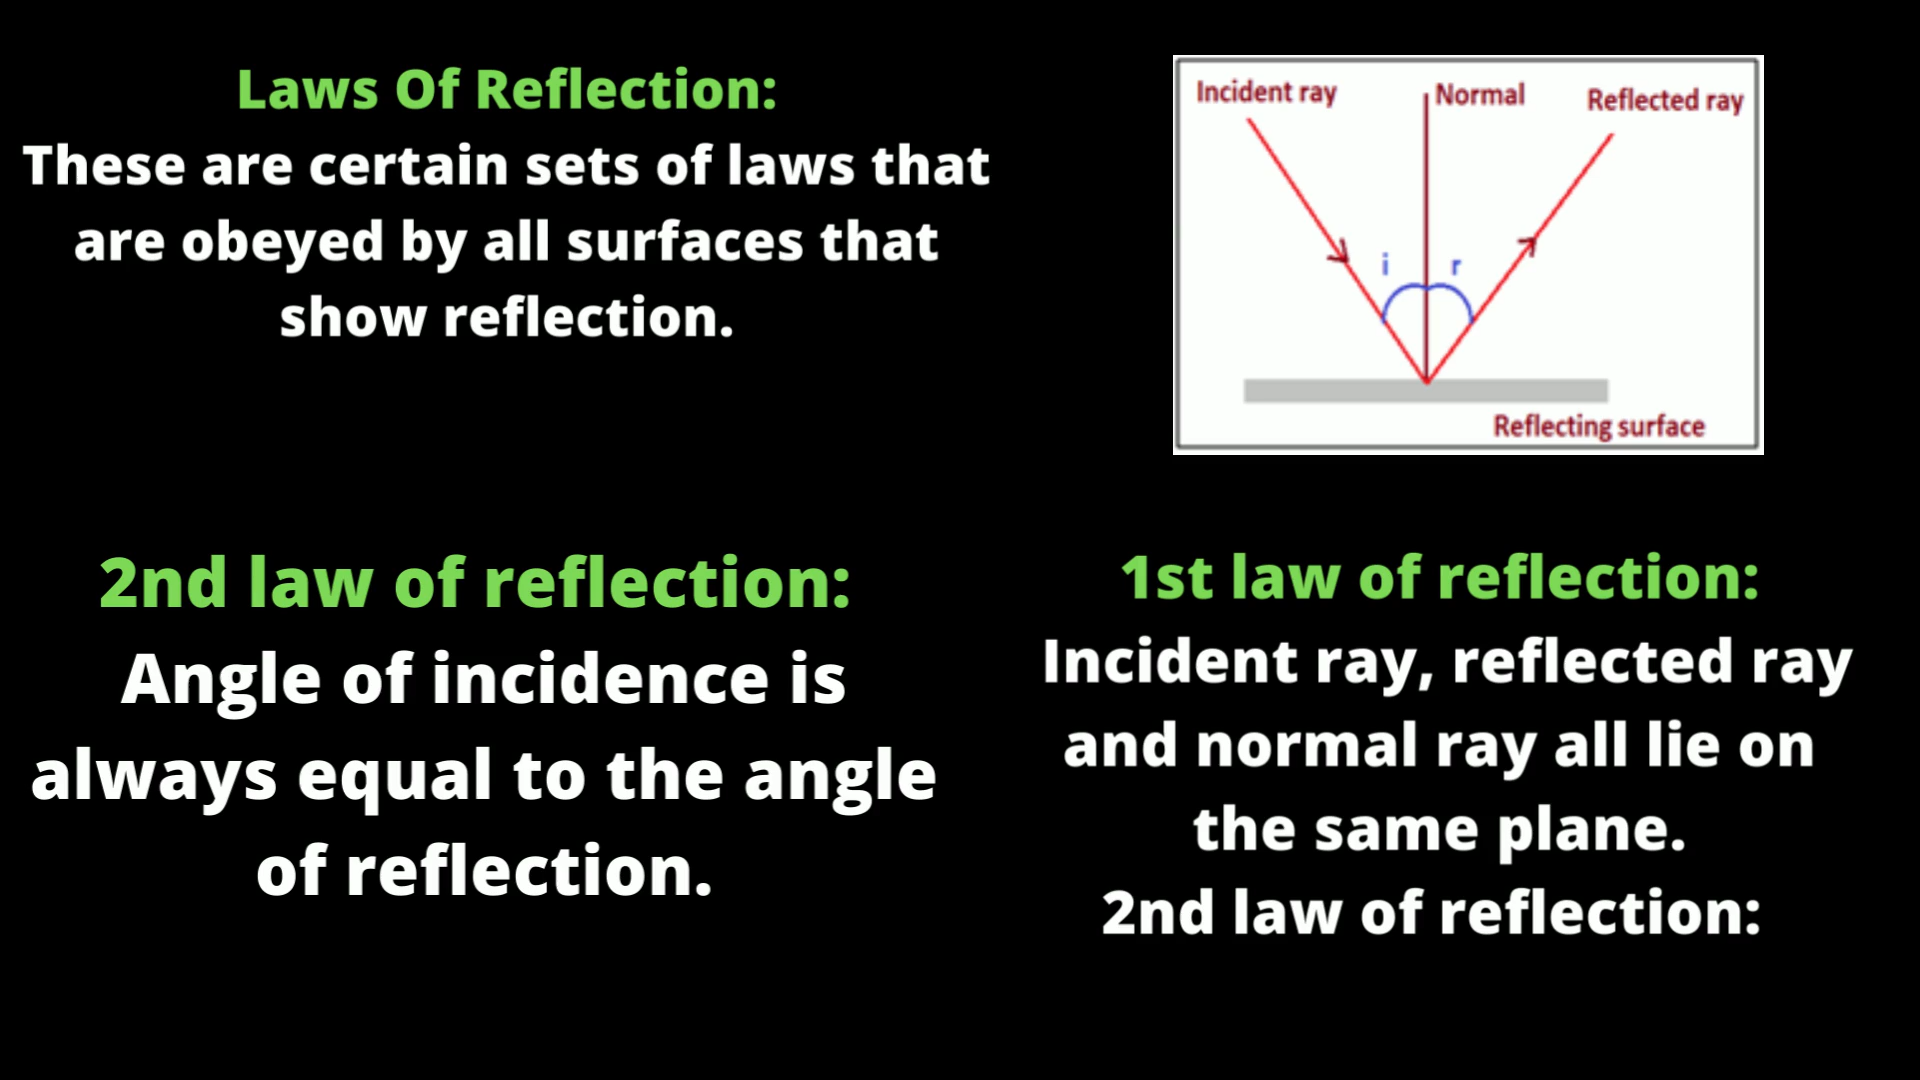 Laws Of Reflection:
These are certain sets of laws that
are obeyed by all surfaces that
show reflection.
Incident ray
Normal
Reflected ray
i
r
Reflecting surface
2nd law of reflection:
Angle of incidence is
always equal to the angle
of reflection.
1st law of reflection:
Incident ray, reflected ray
and normal ray all lie on
the same plane.
2nd law of reflection: